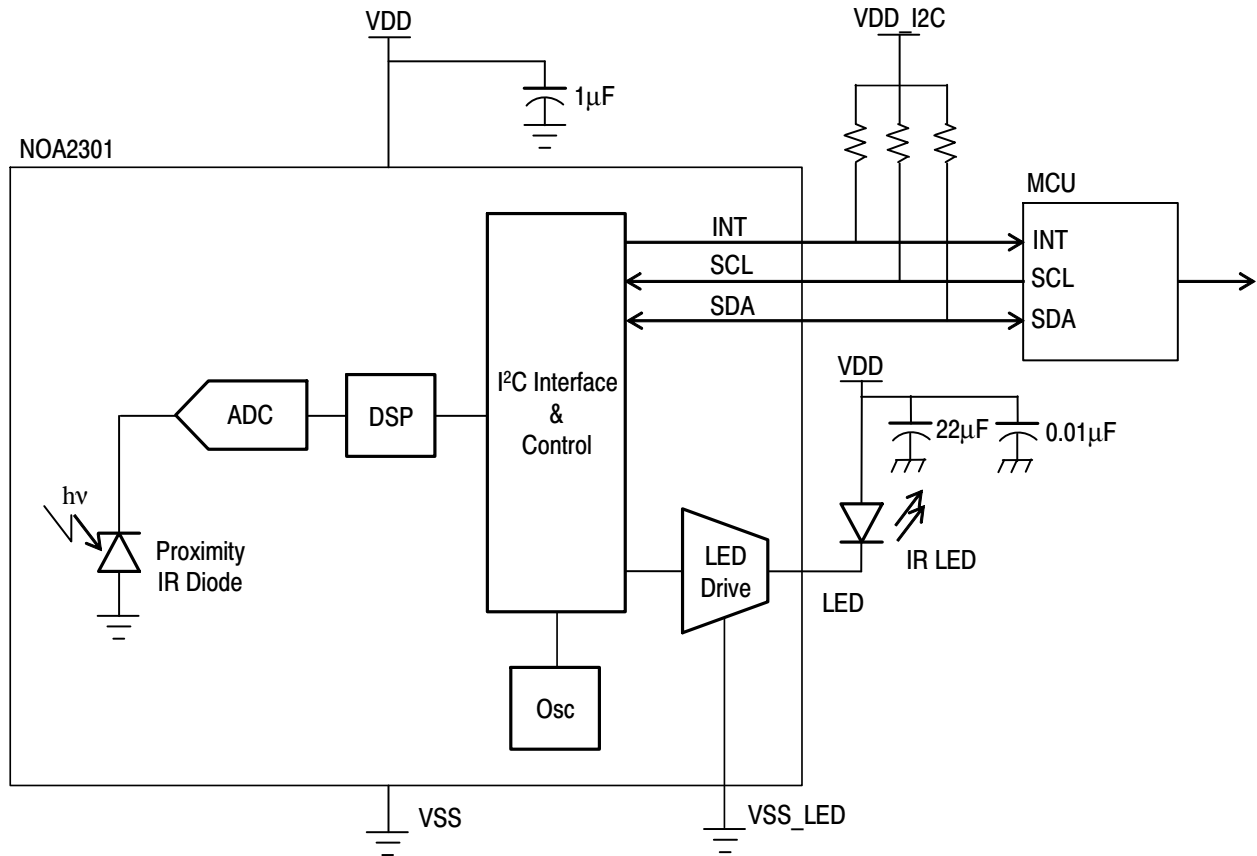 VDD
VDD_I2C
1µF
NOA2301
MCU
INT
INT
SCL
SCL
SDA
SDA
VDD
I²C Interface
&
Control
ADC
DSP
22µF
0.01µF
hν
Proximity
IR Diode
LED
Drive
IR LED
LED
Osc
VSS
VSS_LED